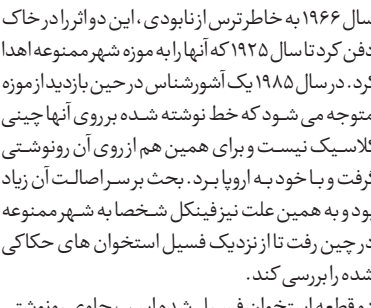 سال ۱۹۶۶ به خاطر ترس از نابودی ، این دو اثر را در خاک
دفن کرد تا سال ۱۹۲۵ که آنها را به موزه شهر ممنوعه اهدا
کرد . در سال ۱۹۸۵ یک آشورشناس در حین بازدید از موزه
متوجه می شود که خط نوشته شده بر روی آنها چینی
کلاسیک نیست و برای همین هم از روی آن رونوشتی
گرفت و با خود به اروپا برد . بحث بر سر اصالت آن زیاد
بود و به همین علت نیز فینکل شخصا به شهر ممنوعه
در چین رفت تا از نزدیک فسیل استخوان های حکاکی
شده را بررسی کند .